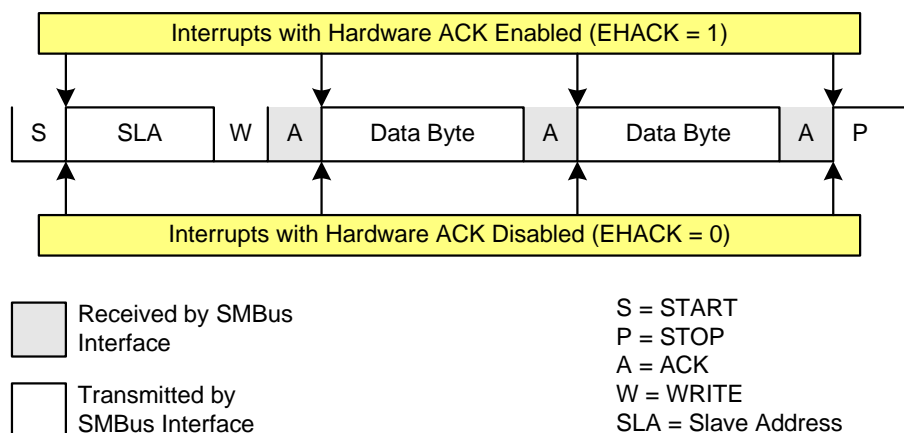 Interrupts with Hardware ACK Enabled (EHACK = 1)
S SLA W A Data Byte A Data Byte A P
Interrupts with Hardware ACK Disabled (EHACK = 0)
Received by SMBus
Interface
Transmitted by
SMBus Interface
S = START
P = STOP
A = ACK
W = WRITE
SLA = Slave Address